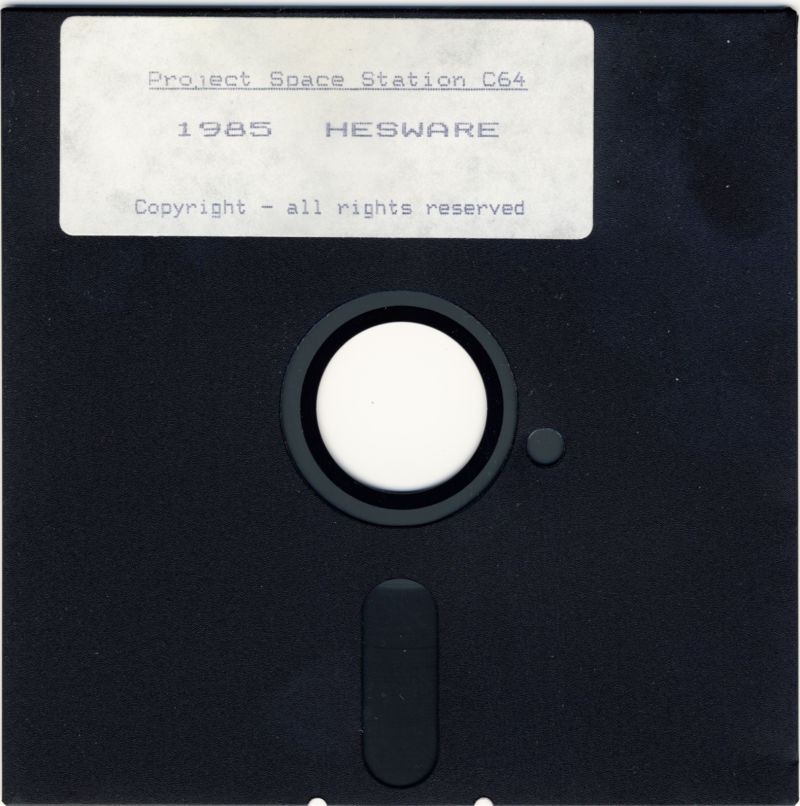 Project Space Station C64
1985 HESWARE
Copyright - all rights reserved